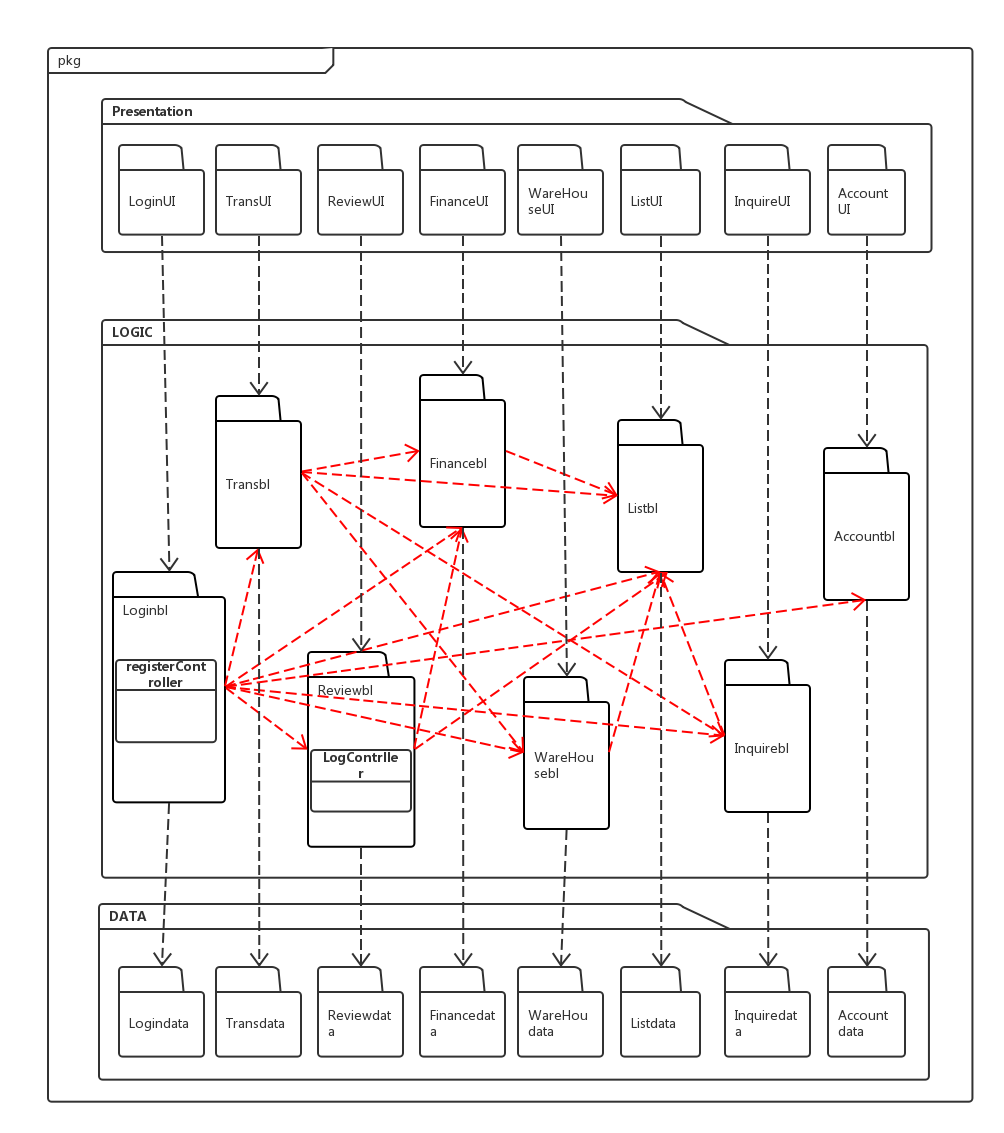 pkg
Presentation
LoginUI
TransUI
ReviewUI
FinanceUI
WareHou
seUI
ListUI
InquireUI
Account
UI
LOGIC
Transbl
Financebl
Listbl
Accountbl
Loginbl
registerCont
roller
Reviewbl
LogContrlle
r
WareHou
sebl
Inquirebl
DATA
Logindata
Transdata
Reviewdat
a
Financedat
a
WareHou
data
Listdata
Inquiredat
a
Account
data